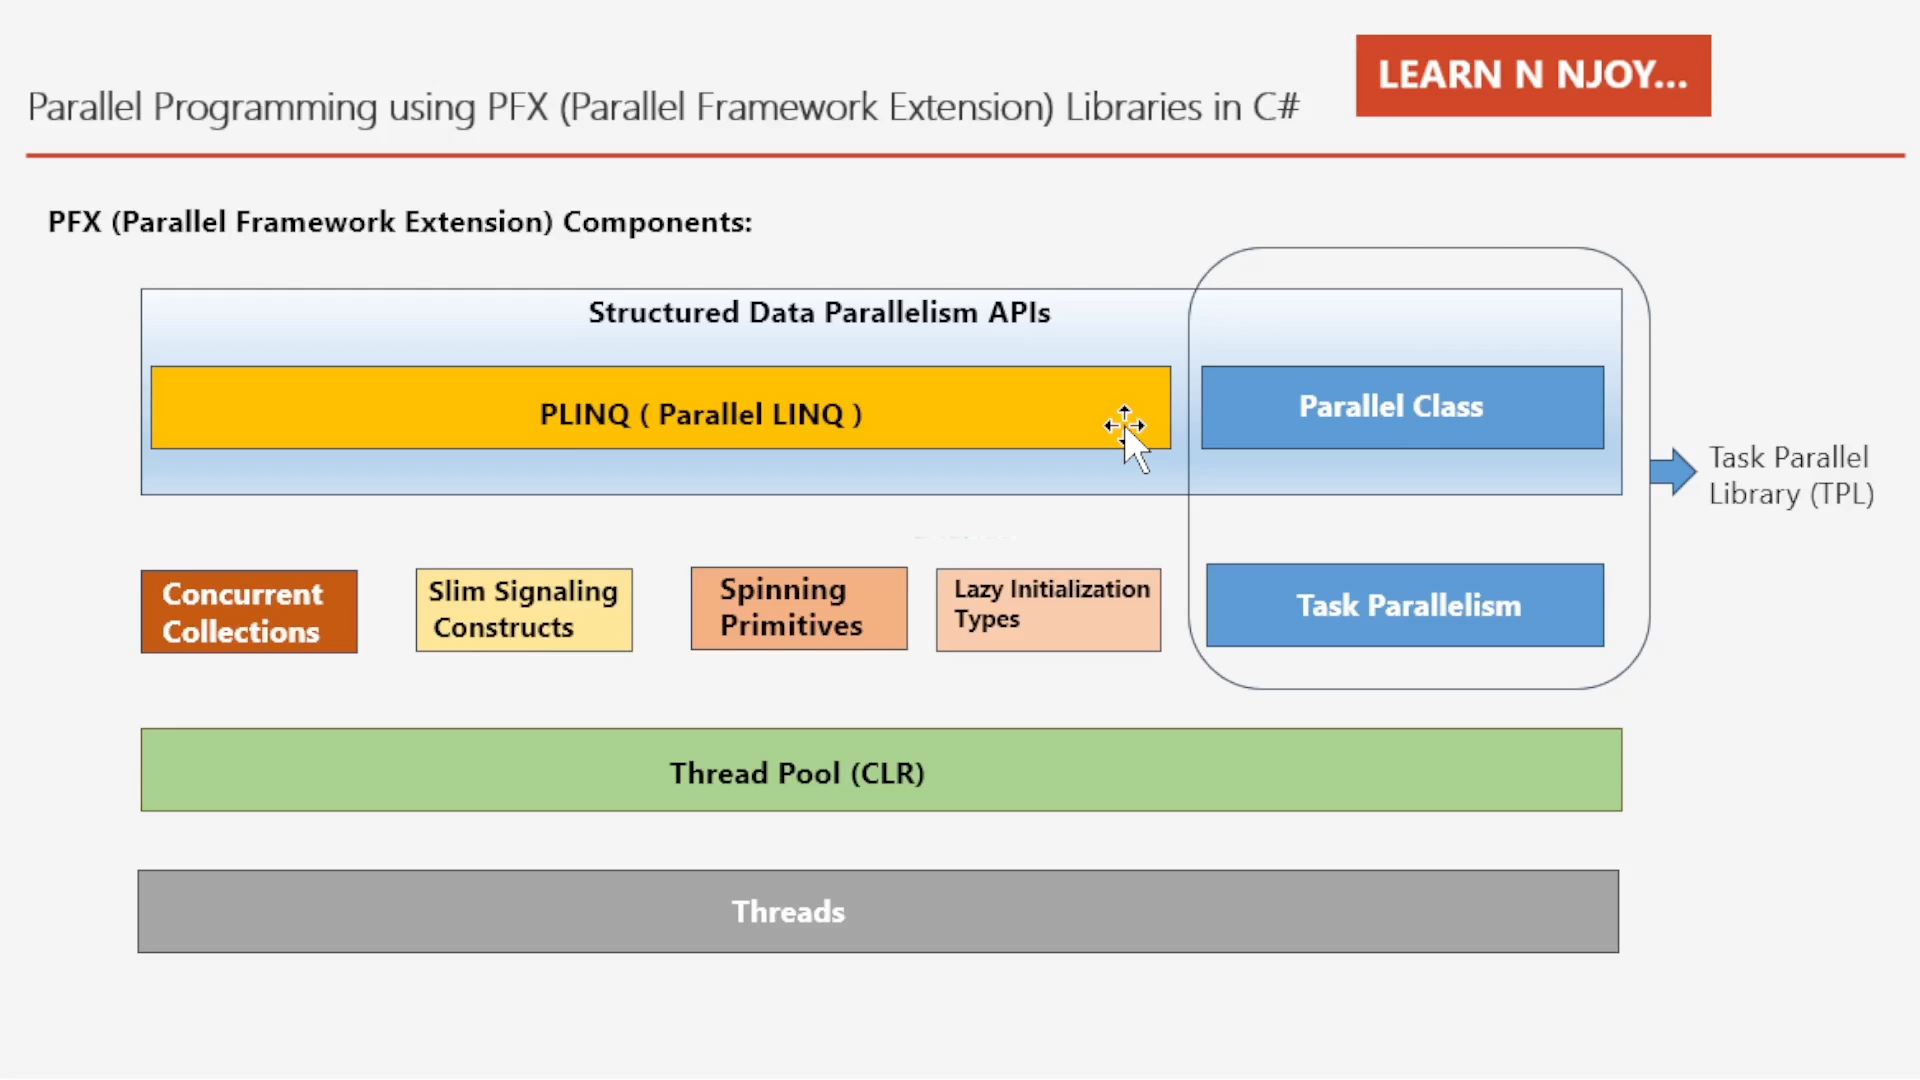 LEARN N NJOY...
Parallel Programming using PFX (Parallel Framework Extension) Libraries in C#
PFX (Parallel Framework Extension) Components:
Structured Data Parallelism APIs
PLINQ ( Parallel LINQ )
Parallel Class
Task Parallel
Library (TPL)
Concurrent
Collections
Slim Signaling
Constructs
Spinning
Primitives
Lazy Initialization
Types
Task Parallelism
Thread Pool (CLR)
Threads